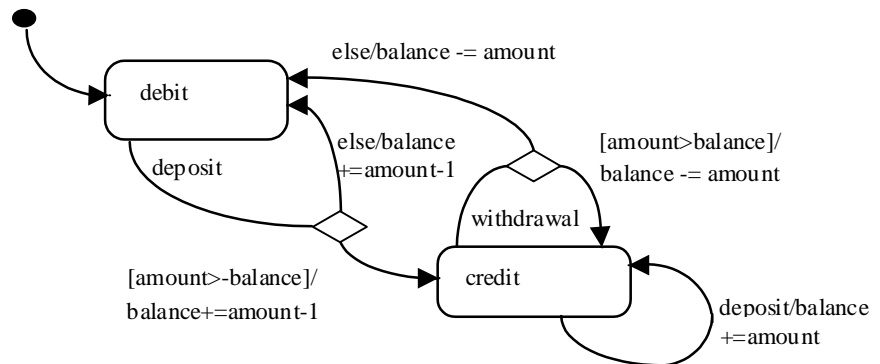 else/balance -= amount
debit
deposit
else/balance
+=amount-1
[amount>balance]/
balance -= amount
withdrawal
[amount>-balance]/
balance+=amount-1
credit
deposit/balance
+=amount